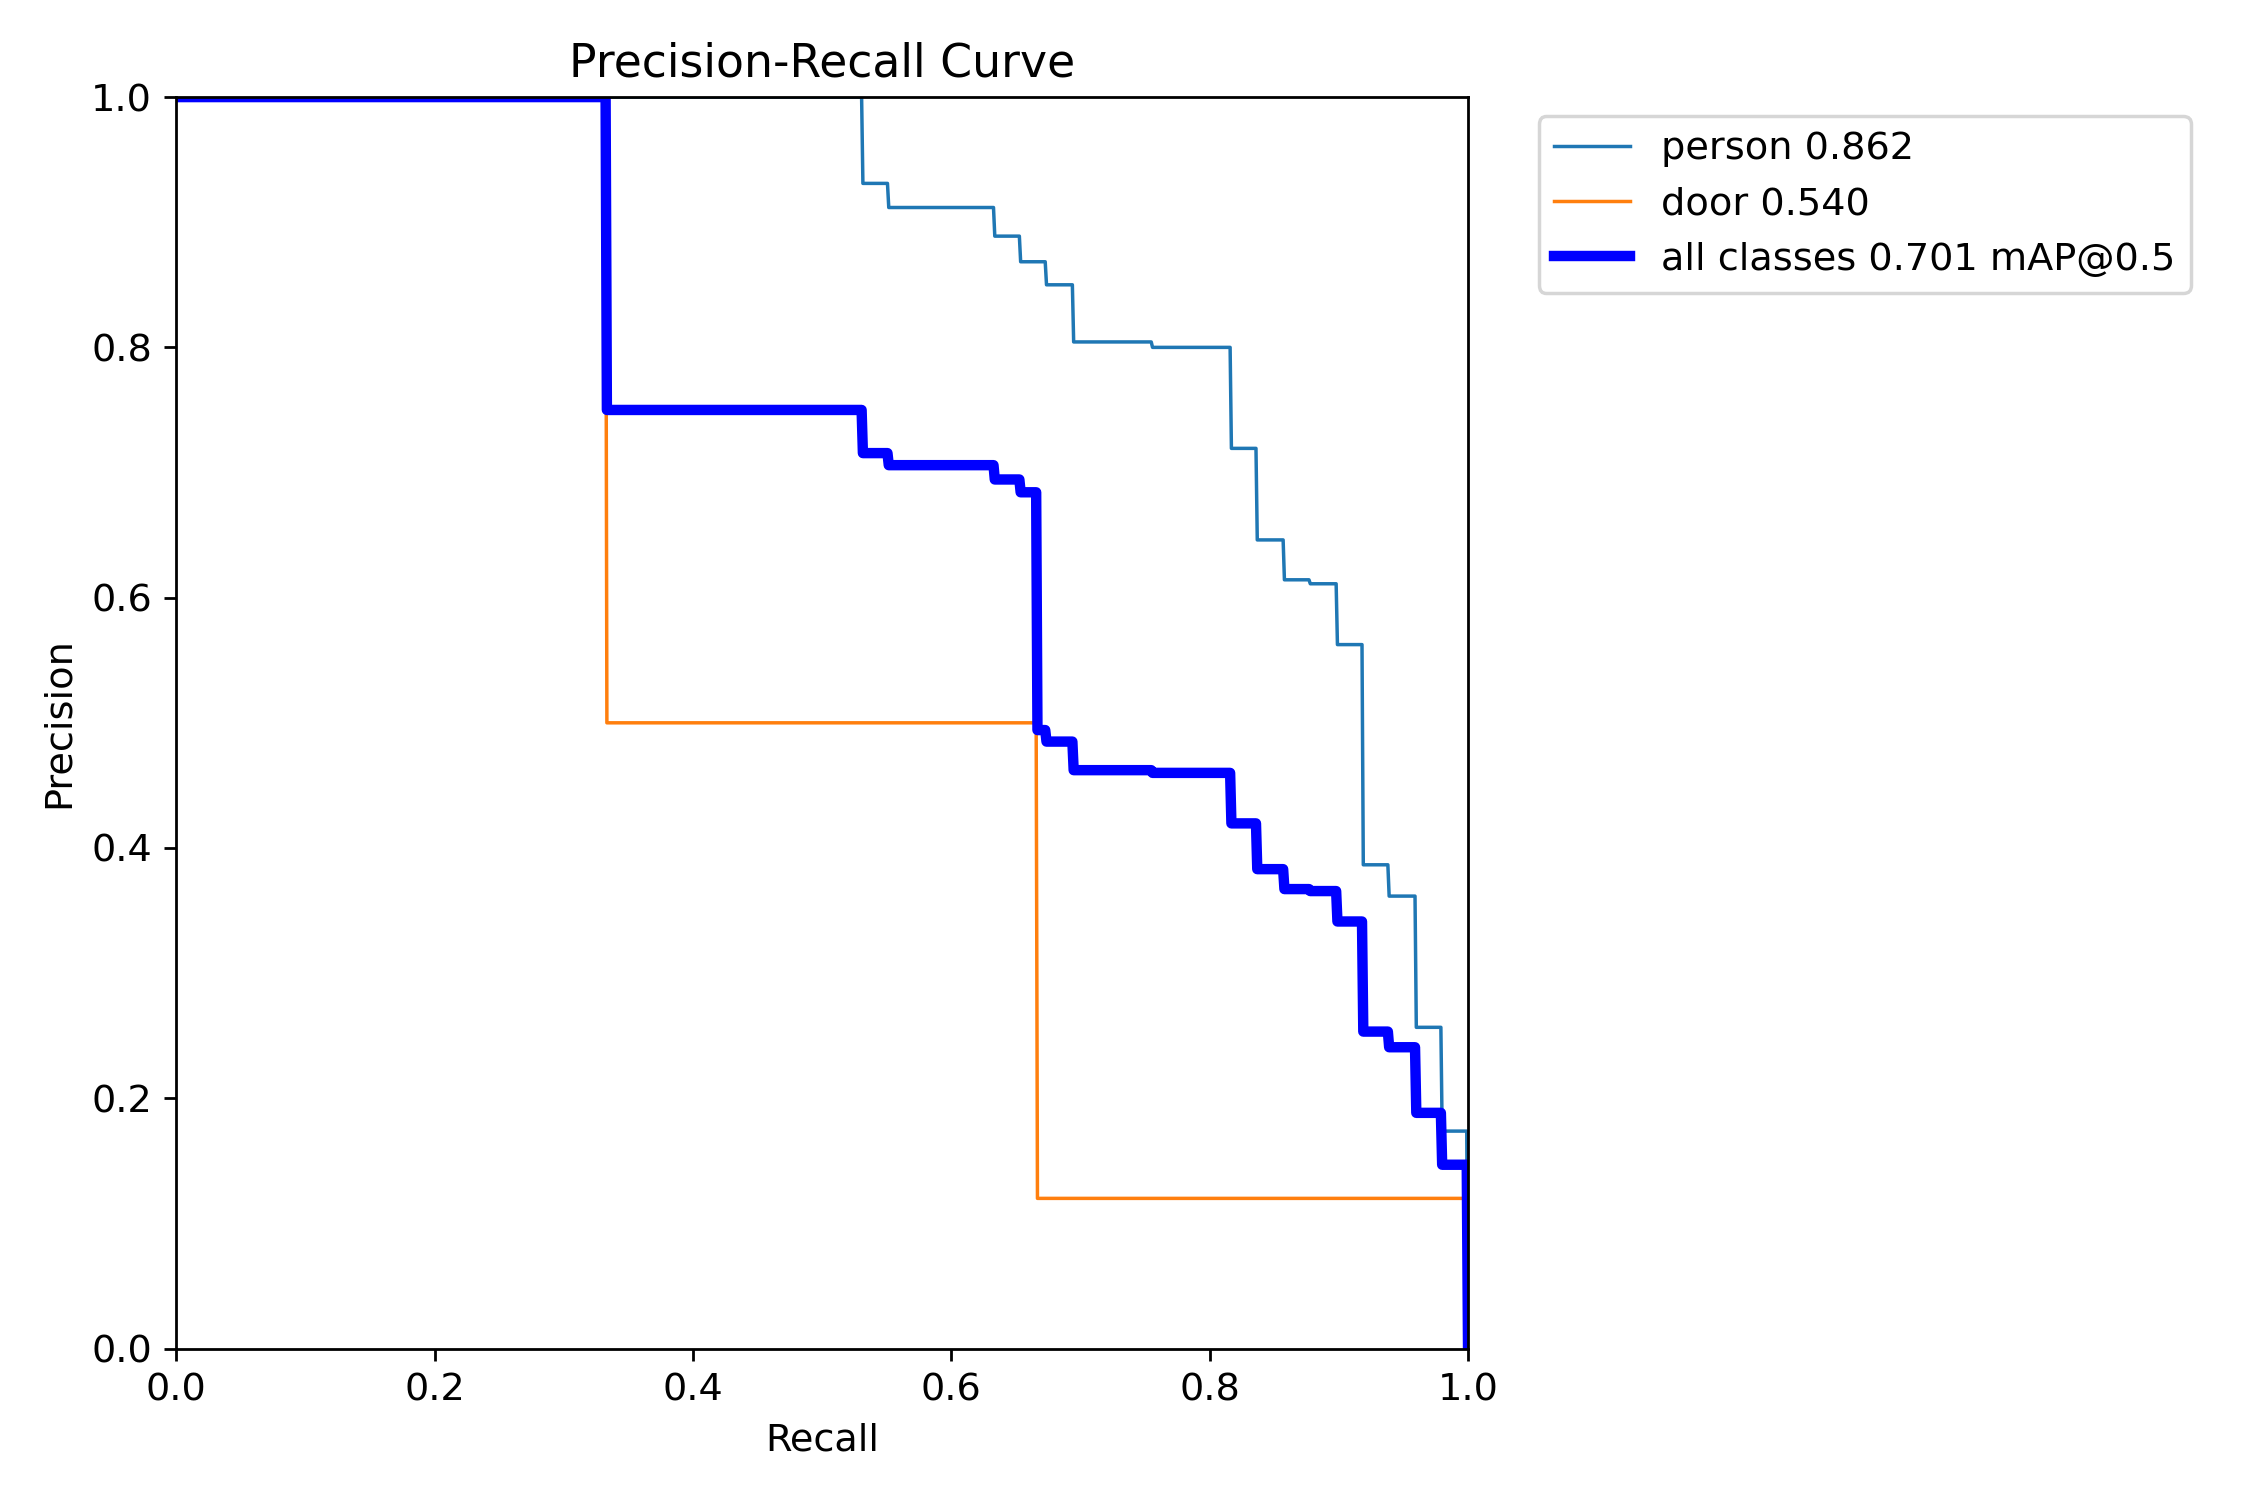 Precision-Recall Curve
1.0
0.8
0.6
0.4
0.2
0.0
Precision
0.0 0.2 0.4 0.6 0.8 1.0
Recall
person 0.862
door 0.540
all classes 0.701 mAP@0.5